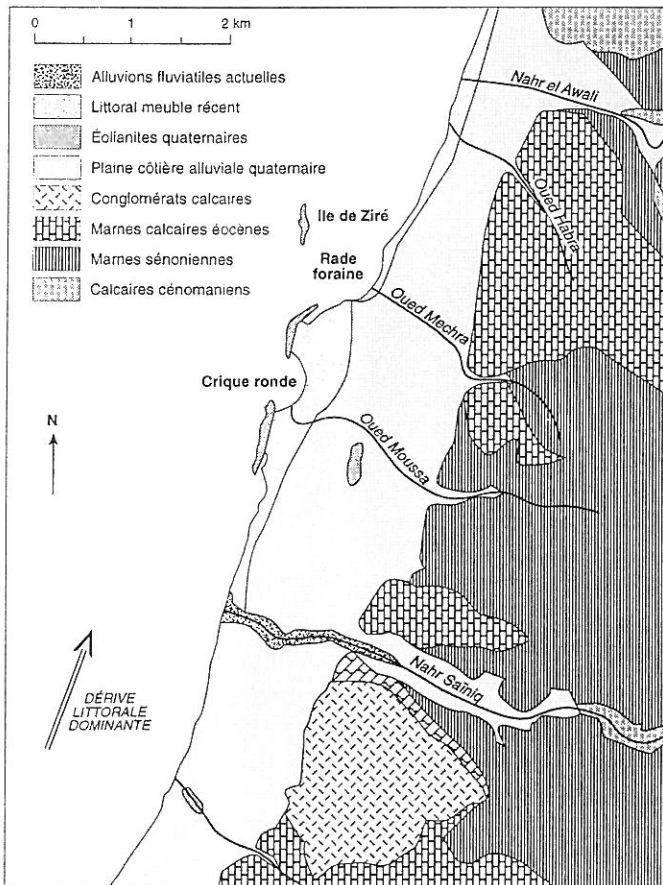 0 1 2 km
Alluvions fluviatiles actuelles
Littoral meuble récent
Éolianites quaternaires
Plaine côtière alluviale quaternaire
Conglomérats calcaires
Marnes calcaires éocènes
Marnes sénoniennes
Calcaires cénomaniens
Nahr el Awali
Oued Habra
Ile de Ziré
Rade
foraine
Oued Mechra
Crique ronde
N
Oued Moussa
Nahr Saïniq
DÉRIVE
LITTORALE
DOMINANTE